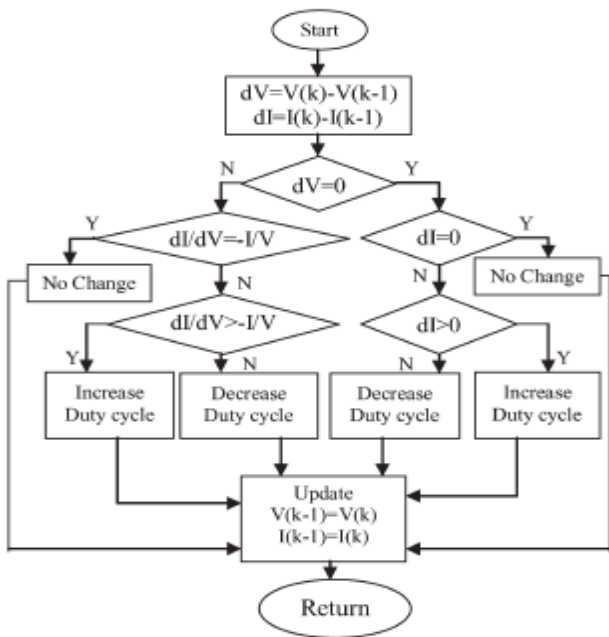 Start
dV=V(k)-V(k-1)
dI=I(k)-I(k-1)
N
Y
dV=0
Y
dI/dV=-I/V
dI=0
Y
No Change
N
N
No Change
dI/dV>-I/V
dI>0
Y
N
N
Y
Increase
Duty cycle
Decrease
Duty cycle
Decrease
Duty cycle
Increase
Duty cycle
Update
V(k-1)=V(k)
I(k-1)=I(k)
Return